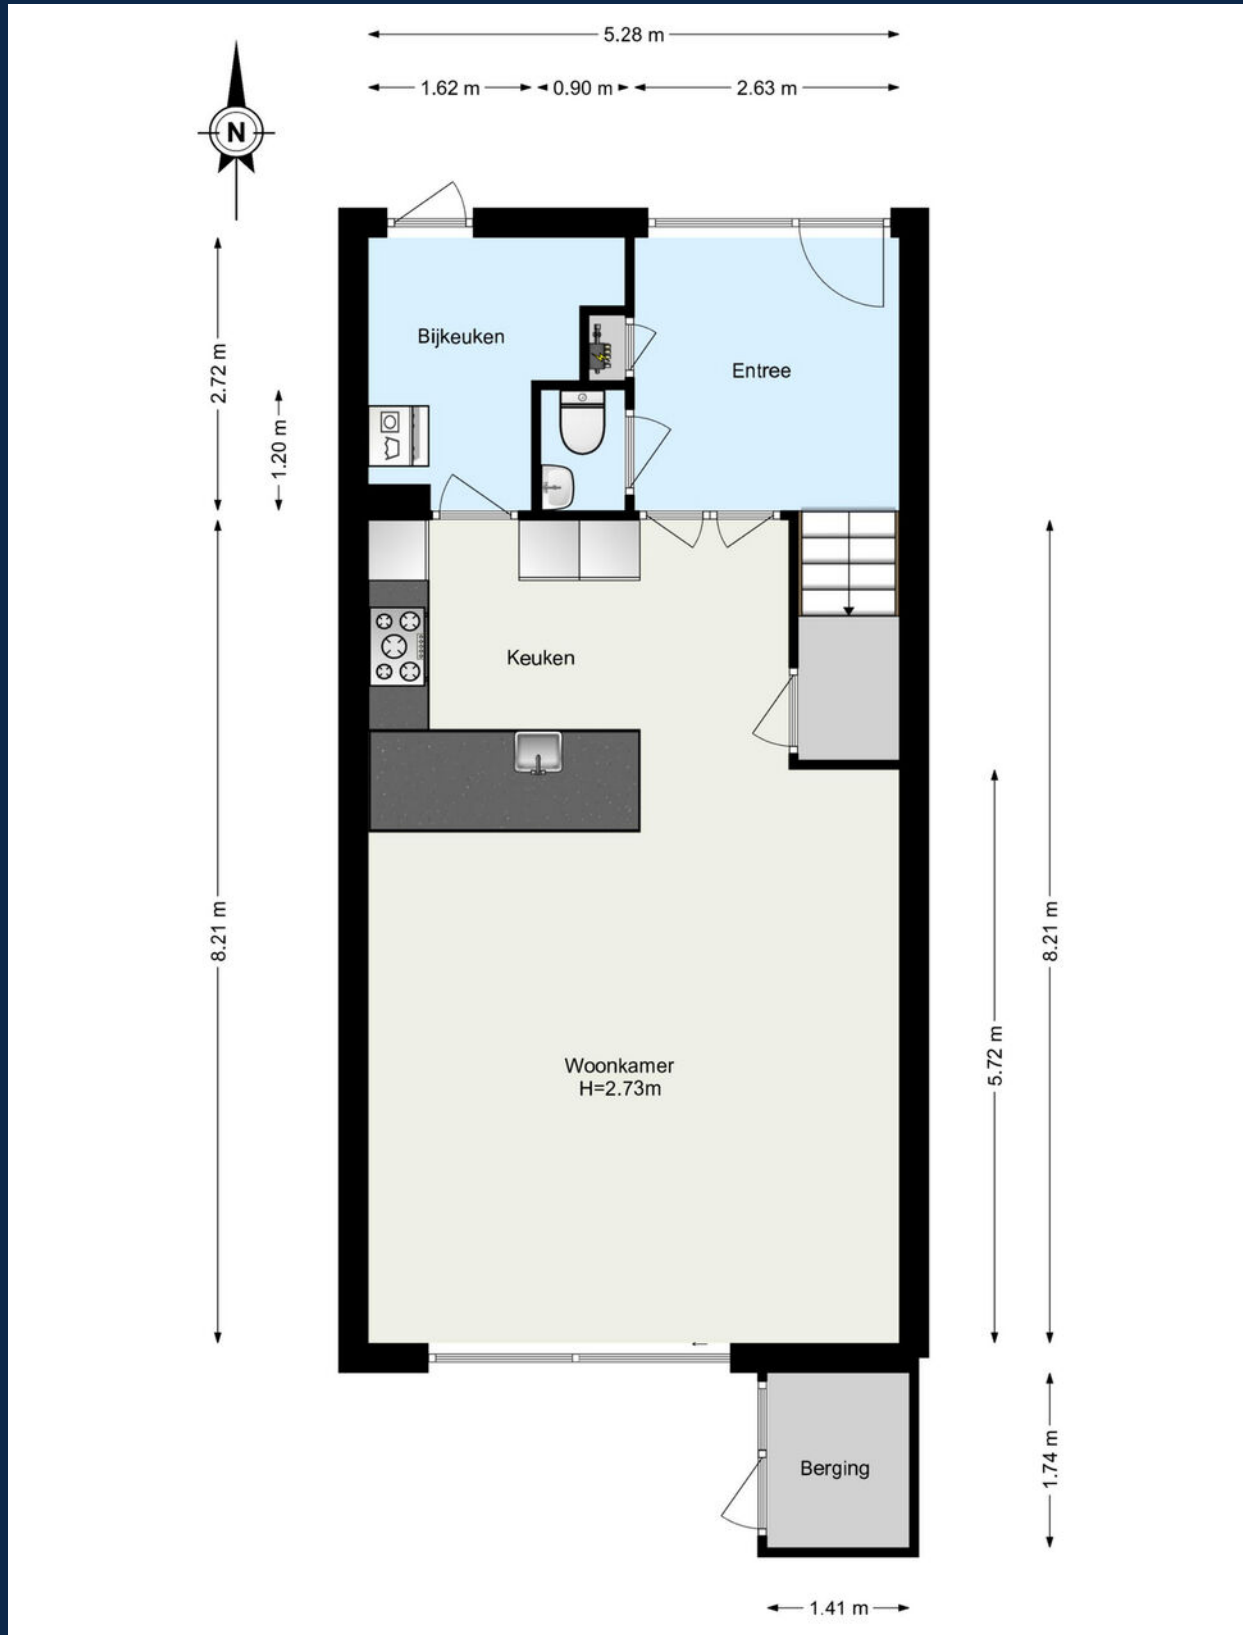 5.28 m
1.62 m
0.90 m
2.63 m
N
2.72 m
1.20 m
Bijkeuken
Entree
Keuken
8.21 m
8.21 m
5.72 m
Woonkamer
H=2.73m
Berging
1.74 m
1.41 m